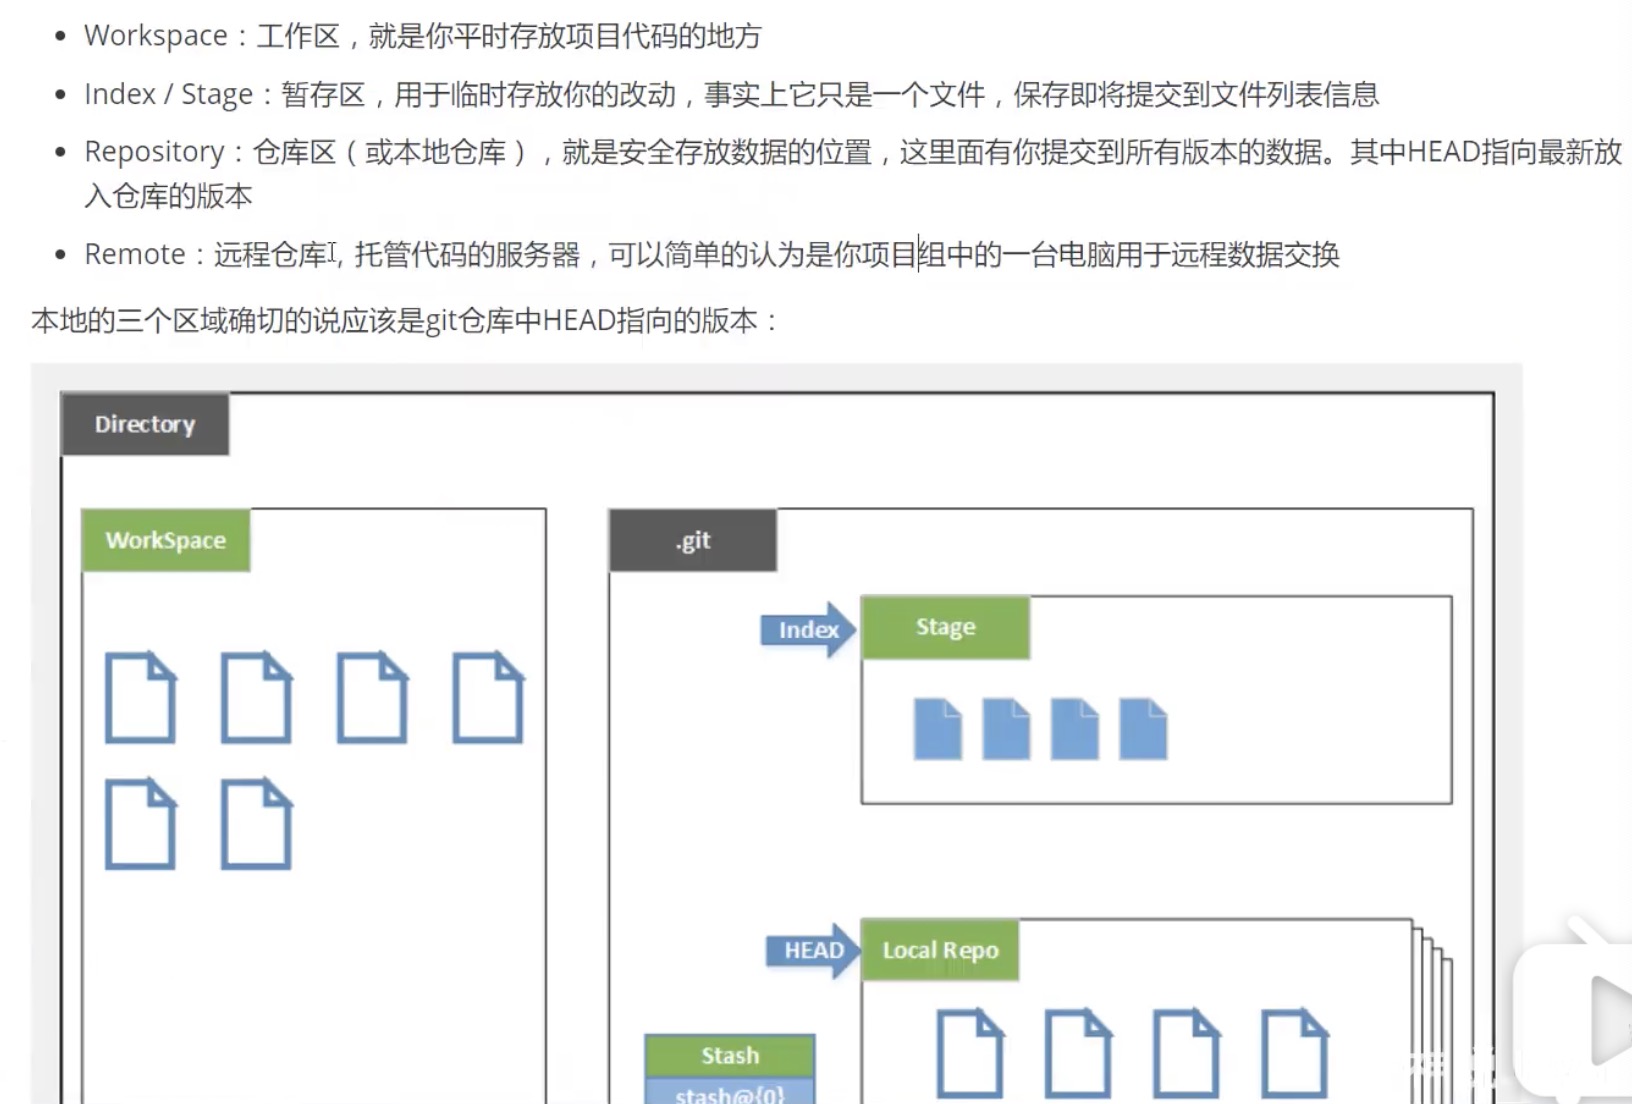 Workspace：工作区，就是你平时存放项目代码的地方
Index / Stage：暂存区，用于临时存放你的改动，事实上它只是一个文件，保存即将提交到文件列表信息
Repository：仓库区（或本地仓库），就是安全存放数据的位置，这里面有你提交到所有版本的数据。其中HEAD指向最新放
入仓库的版本
Remote：远程仓库，托管代码的服务器，可以简单的认为是你项目组中的一台电脑用于远程数据交换
本地的三个区域确切的说应该是git仓库中HEAD指向的版本：
Directory
WorkSpace
.git
Index
Stage
HEAD
Local Repo
Stash
stash@{0}